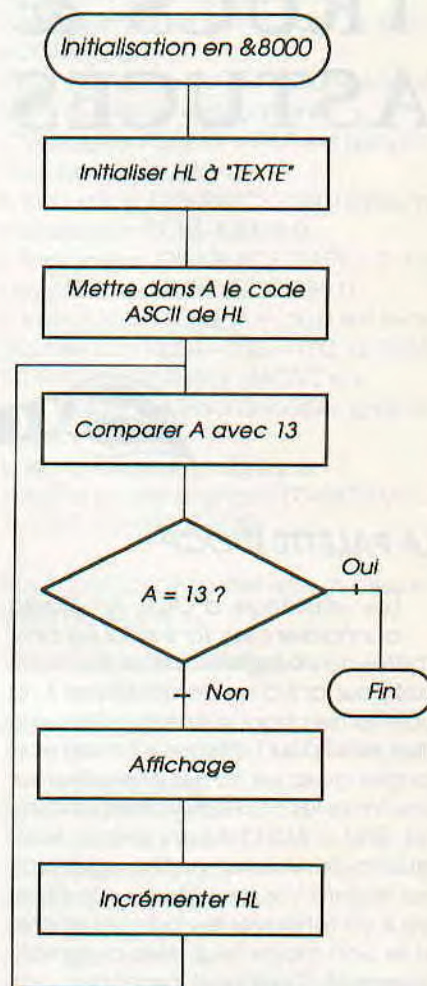 Initialisation en &8000
Initialiser HL à "TEXTE"
Mettre dans A le code
ASCII de HL
Comparer A avec 13
A = 13 ?
Oui
Non
Fin
Affichage
Incrémenter HL